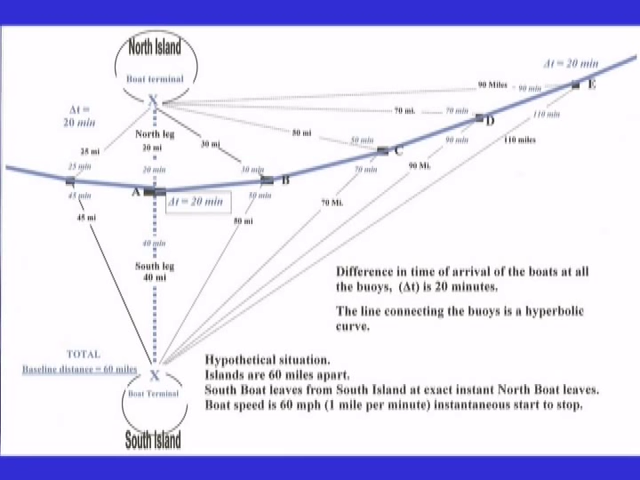 North Island
Boat terminal
X
Δt = 20 min
Δt =
20 min
90 Miles - 90 min
E
North leg
20 mi
70 mi.
70 min
D
110 min
50 mi
50 min
90 min
110 miles
25 mi
30 mi
C
25 min
20 min
30 min
B
70 min
90 Mi.
45 min
A
Δt = 20 min
50 min
70 Mi.
45 mi
50 mi
40 min
South leg
40 mi
Difference in time of arrival of the boats at all
the buoys, (Δt) is 20 minutes.
The line connecting the buoys is a hyperbolic
curve.
TOTAL
Baseline distance = 60 miles
X
Boat Terminal
South Island
Hypothetical situation.
Islands are 60 miles apart.
South Boat leaves from South Island at exact instant North Boat leaves.
Boat speed is 60 mph (1 mile per minute) instantaneous start to stop.